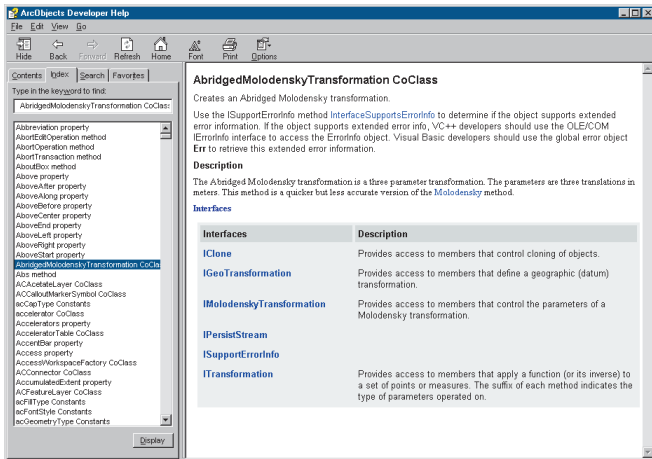 ArcObjects Developer Help
File Edit View Go
Hide Back Forward Refresh Home Font Print Options
Contents Index Search Favorites
Type in the keyword to find:
AbridgedMolodenskyTransformation CoClass
Abbreviation property
AbortEditOperation method
AbortOperation method
AbortTransaction method
AboutBox method
Above property
AboveAfter property
AboveAlong property
AboveBefore property
AboveCenter property
AboveEnd property
AboveLeft property
AboveRight property
AboveStart property
AbridgedMolodenskyTransformation CoCla
Abs method
ACAcetateLayer CoClass
ACCalloutMarkerSymbol CoClass
acCapType Constants
accelerator CoClass
Accelerators property
AcceleratorTable CoClass
AccentBar property
Access property
AccessWorkspaceFactory CoClass
ACConnector CoClass
AccumulatedExtent property
ACFeatureLayer CoClass
acFillType Constants
acFontStyle Constants
acGeometryType Constants
Display
AbridgedMolodenskyTransformation CoClass
Creates an Abridged Molodensky transformation.
Use the ISupportErrorInfo method InterfaceSupportsErrorInfo to determine if the object supports extended
error information. If the object supports extended error info, VC++ developers should use the OLE/COM
IErrorInfo interface to access the ErrorInfo object. Visual Basic developers should use the global error object
Err to retrieve this extended error information.
Description
The Abridged Molodensky transformation is a three parameter transformation. The parameters are three translations in
meters. This method is a quicker but less accurate version of the Molodensky method.
Interfaces
Interfaces Description
IClone Provides access to members that control cloning of objects.
IGeoTransformation Provides access to members that define a geographic (datum)
transformation.
IMolodenskyTransformation Provides access to members that control the parameters of a
Molodensky transformation.
IPersistStream
ISupportErrorInfo
ITransformation Provides access to members that apply a function (or its inverse) to
a set of points or measures. The suffix of each method indicates the
type of parameters operated on.